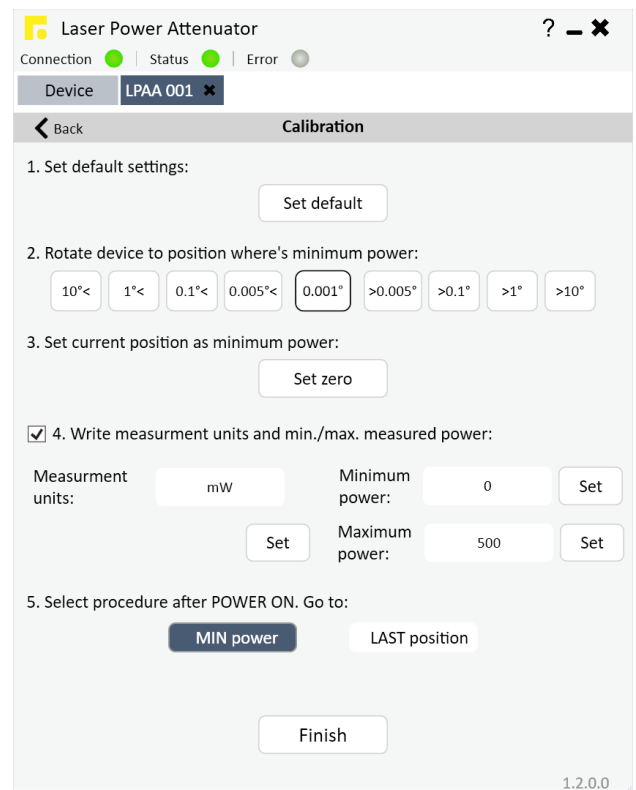 Laser Power Attenuator ?
Connection | Status | Error
Device LPAA 001
Back Calibration
1. Set default settings:
Set default
2. Rotate device to position where's minimum power:
10°< 1°< 0.1°< 0.005°< 0.001° >0.005° >0.1° >1° >10°
3. Set current position as minimum power:
Set zero
4. Write measurment units and min./max. measured power:
Measurment units: mW Minimum power: 0 Set
Set Maximum power: 500 Set
5. Select procedure after POWER ON. Go to:
MIN power LAST position
Finish
1.2.0.0